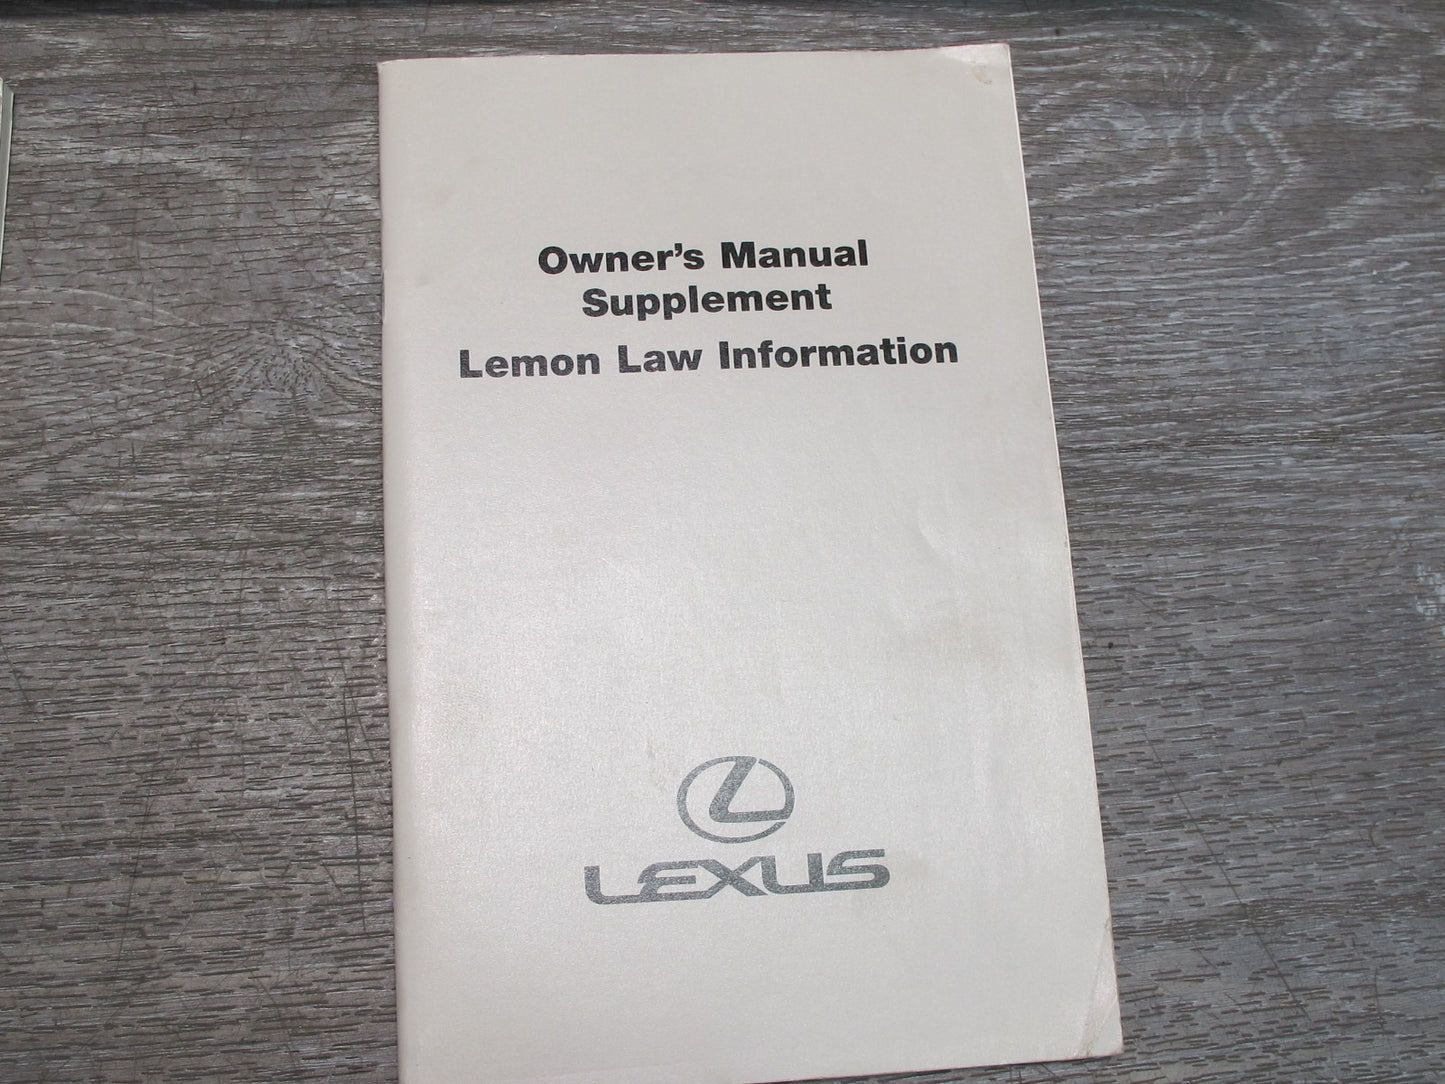 Owner's Manual
Supplement
Lemon Law Information
LEXUS